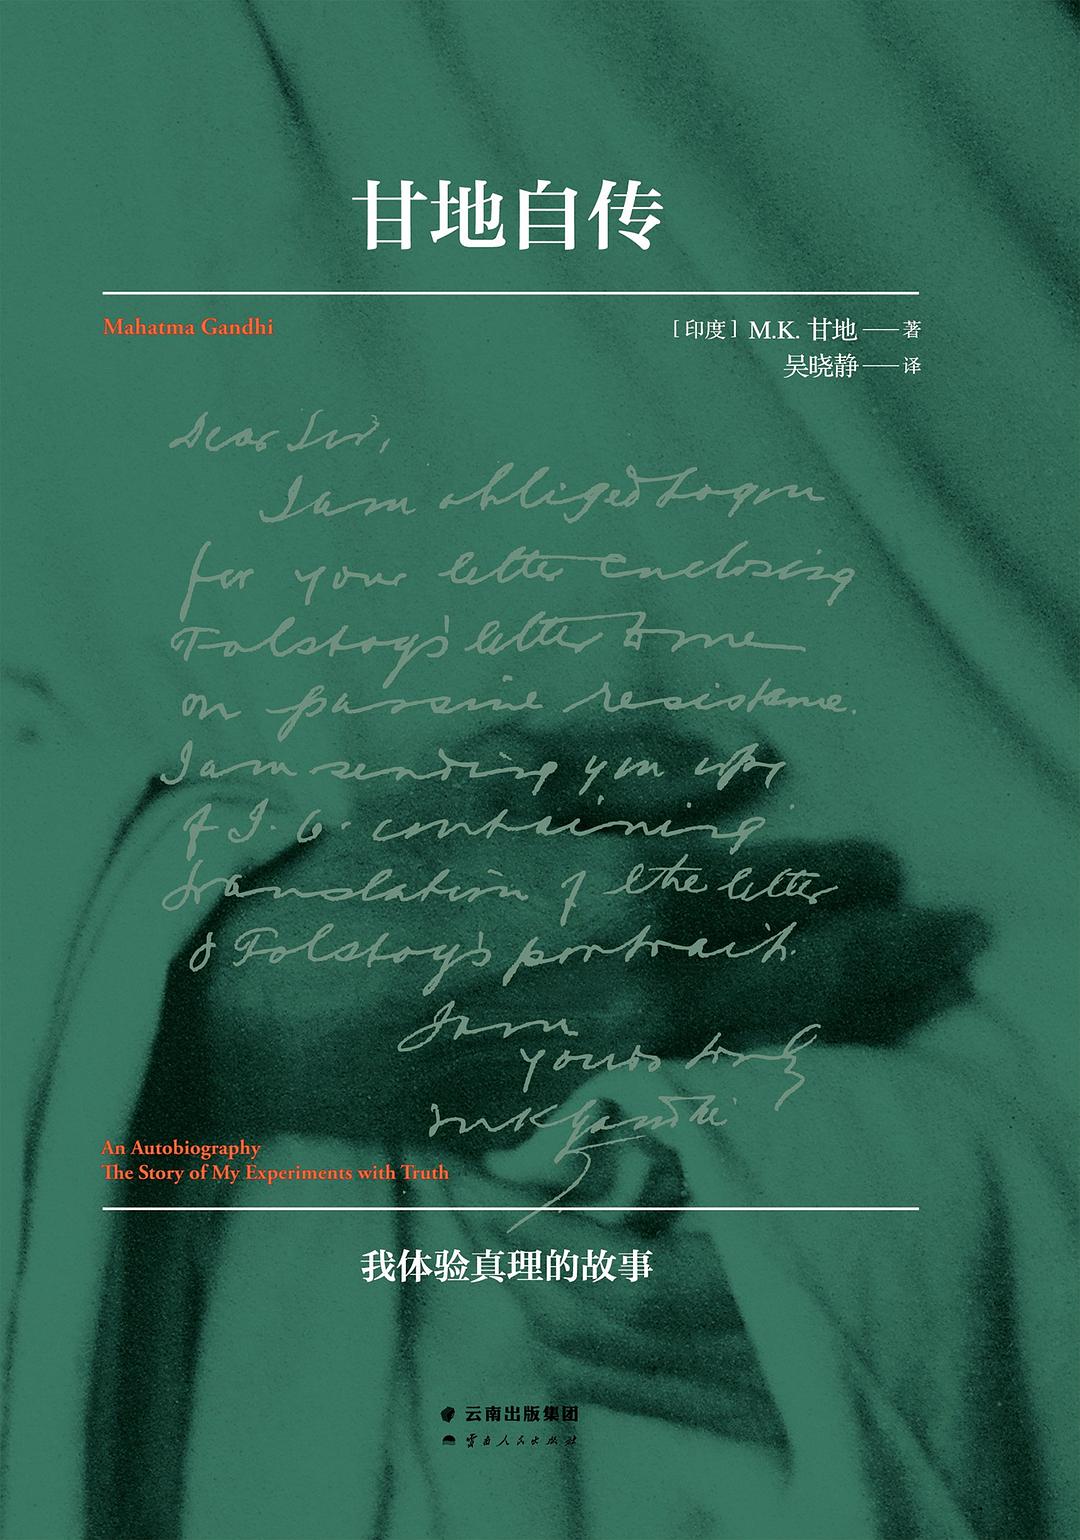 甘地自传
Mahatma Gandhi
［印度］M.K. 甘地——著
吴晓静——译
Dear Sir,
I am obliged to you
for your letter enclosing
Tolstoy's letter to me
on passive resistance.
I am sending you copy
of I. O. containing
translation of the letter
& Tolstoy's portrait.
I am
yours truly
MKGandhi
An Autobiography
The Story of My Experiments with Truth
我体验真理的故事
云南出版集团
雲南人民出版社